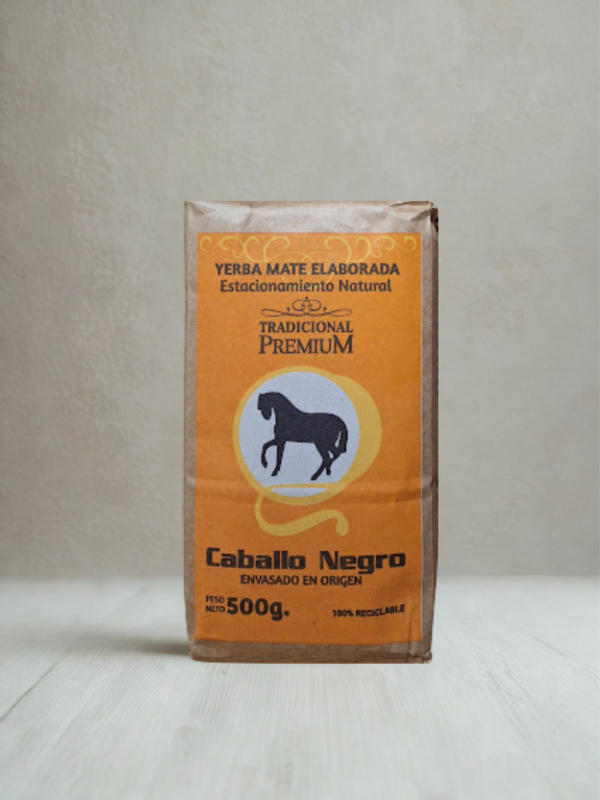 YERBA MATE ELABORADA
Estacionamiento Natural
TRADICIONAL
PREMIUM
Caballo Negro
ENVASADO EN ORIGEN
PESO NETO 500g.
100% RECICLABLE